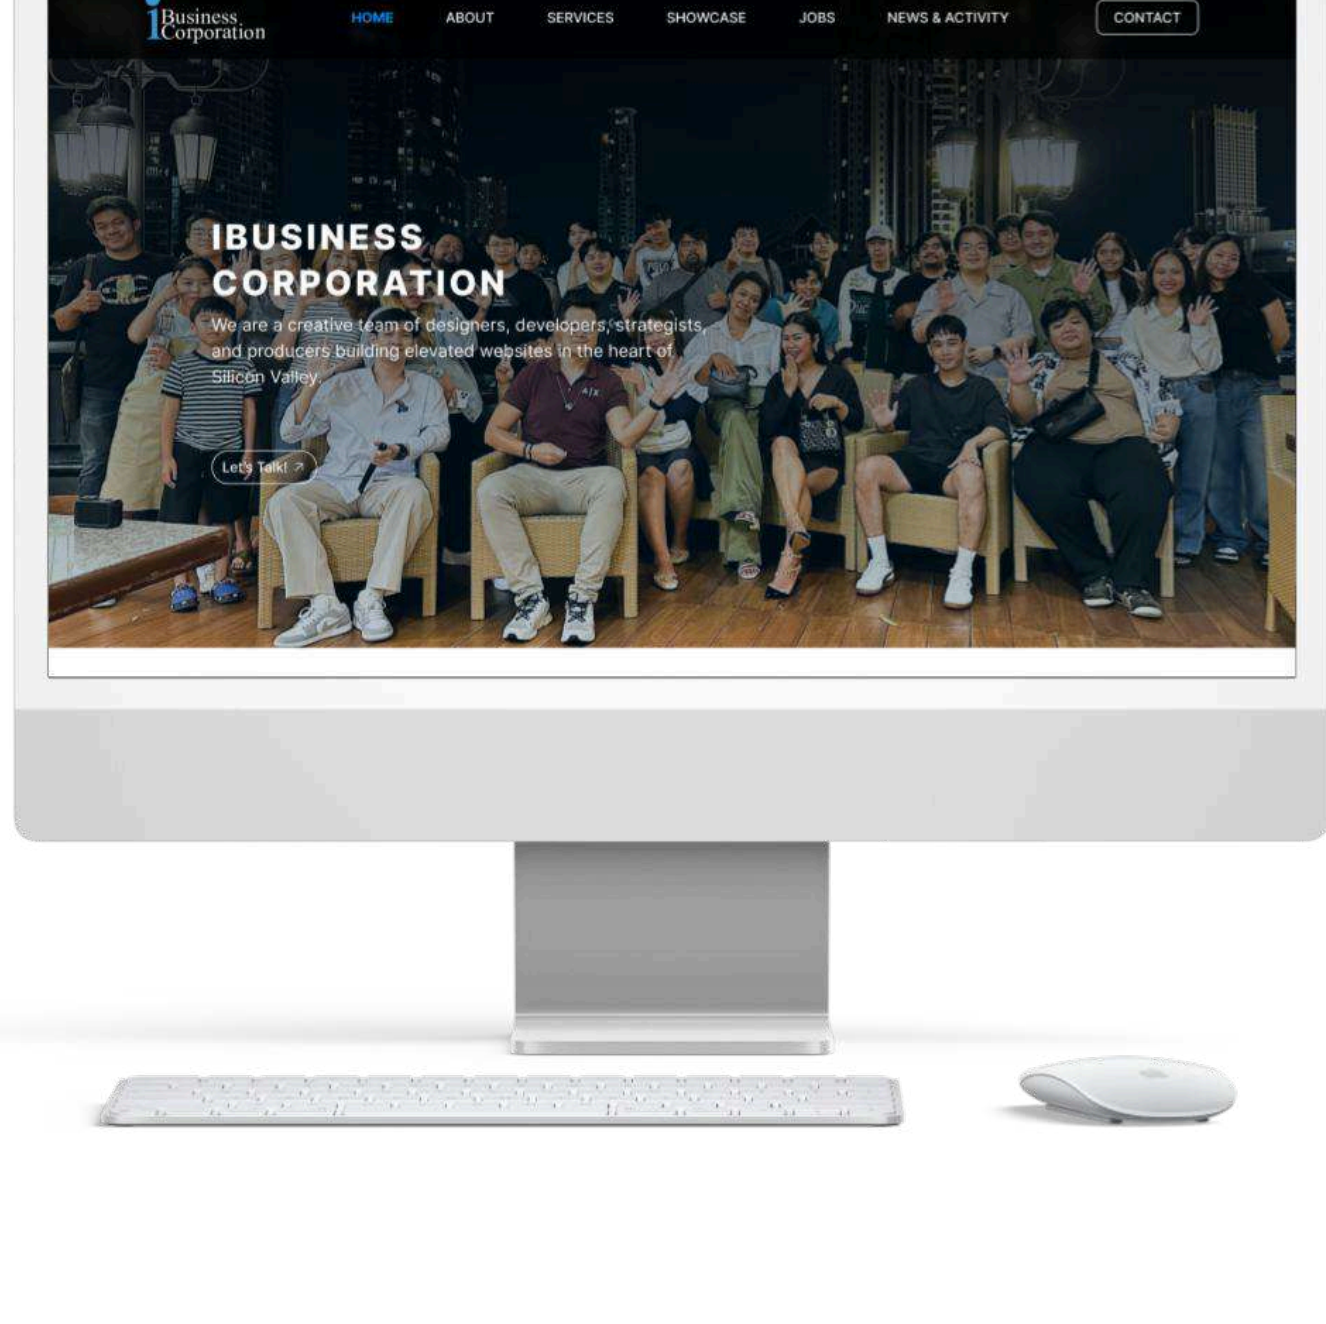 iBusiness
Corporation
HOME ABOUT SERVICES SHOWCASE JOBS NEWS & ACTIVITY CONTACT
IBUSINESS
CORPORATION
We are a creative team of designers, developers, strategists,
and producers building elevated websites in the heart of
Silicon Valley.
Let's Talk! ↗
A|X